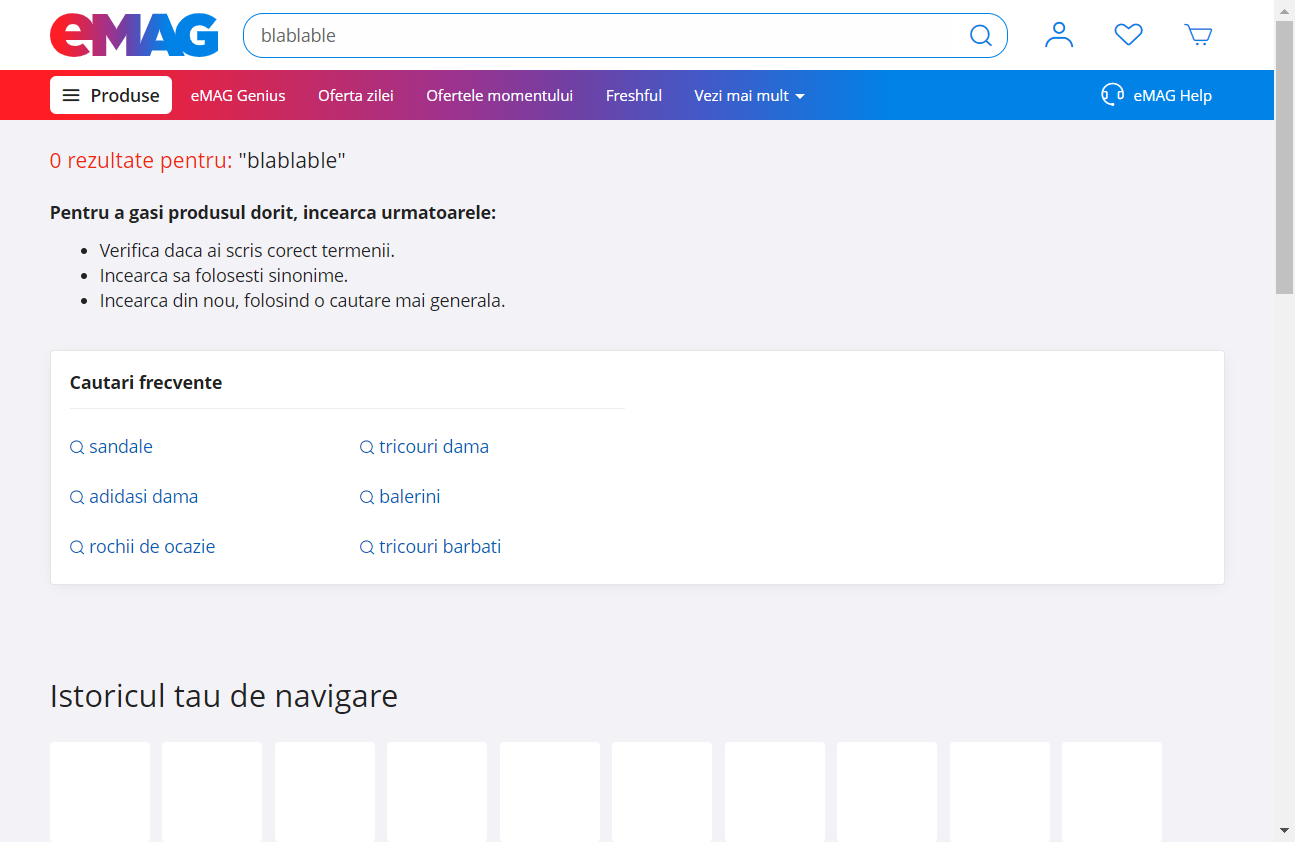 eMAG
blablable
Produse
eMAG Genius
Oferta zilei
Ofertele momentului
Freshful
Vezi mai mult
eMAG Help
0 rezultate pentru: "blablable"
Pentru a gasi produsul dorit, incearca urmatoarele:
Verifica daca ai scris corect termenii.
Incearca sa folosesti sinonime.
Incearca din nou, folosind o cautare mai generala.
Cautari frecvente
sandale
tricouri dama
adidasi dama
balerini
rochii de ocazie
tricouri barbati
Istoricul tau de navigare